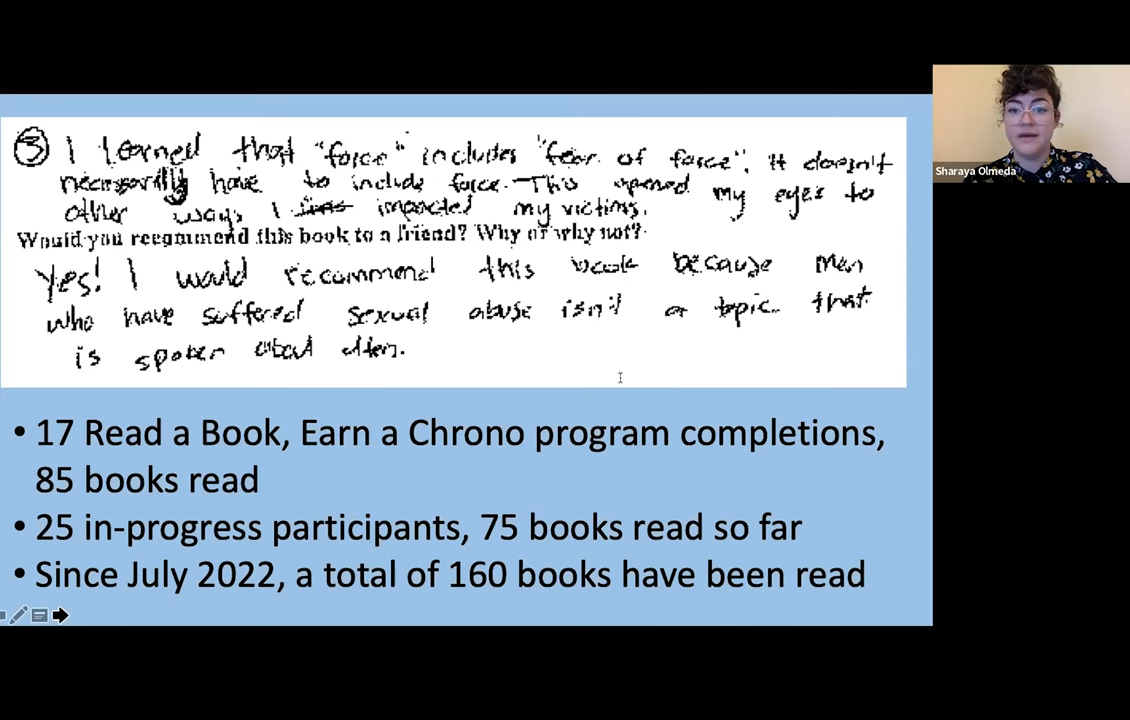 ③ I learned that "force" includes "fear of force". It doesn't
necessarily have to include force. This opened my eyes to
other ways I impacted my victims.
Would you recommend this book to a friend? Why or why not?
Yes! I would recommend this book because men
who have suffered sexual abuse isn't a topic that
is spoken about often.
• 17 Read a Book, Earn a Chrono program completions,
85 books read
• 25 in-progress participants, 75 books read so far
• Since July 2022, a total of 160 books have been read
Sharaya Olmeda